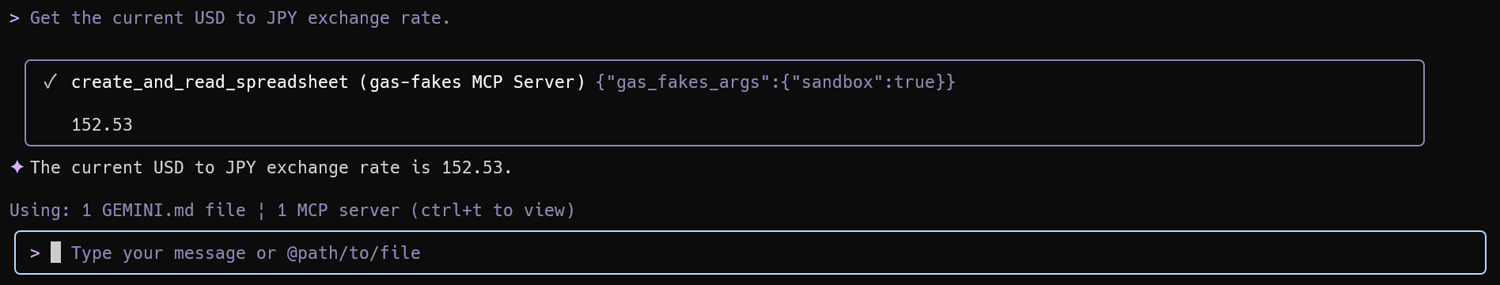 > Get the current USD to JPY exchange rate.
✓ create_and_read_spreadsheet (gas-fakes MCP Server) {"gas_fakes_args":{"sandbox":true}}
152.53
✦ The current USD to JPY exchange rate is 152.53.
Using: 1 GEMINI.md file ¦ 1 MCP server (ctrl+t to view)
> Type your message or @path/to/file